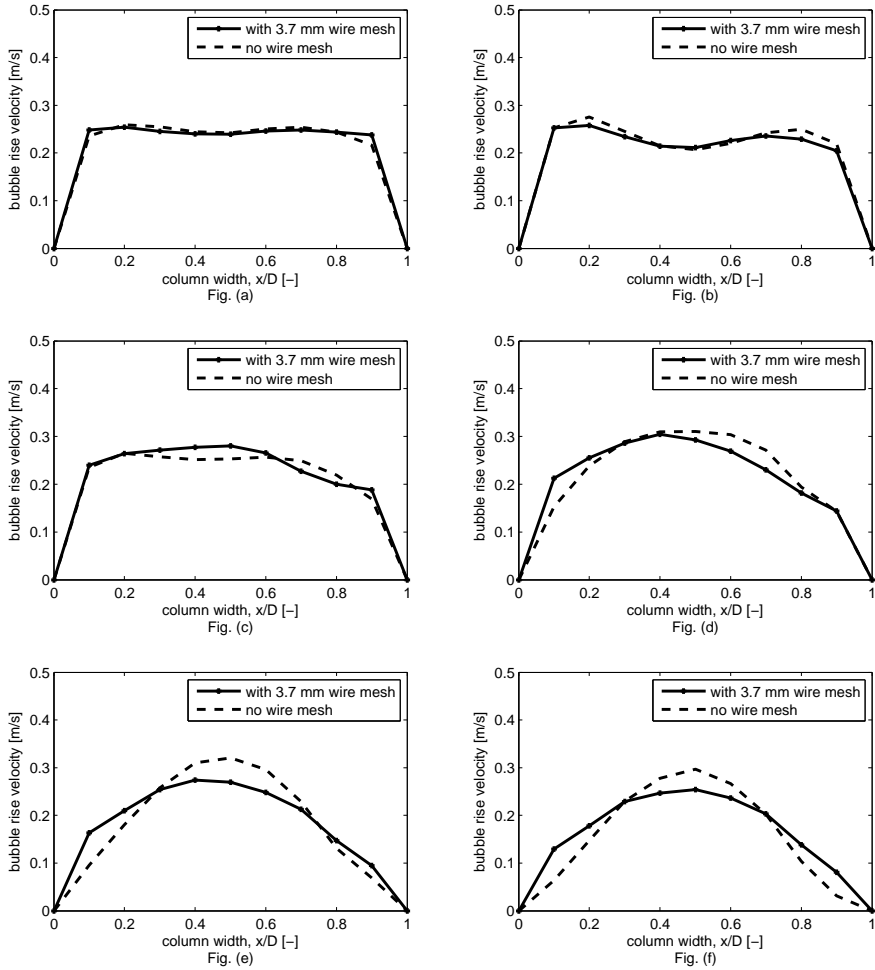 0.5
0.4
0.3
0.2
0.1
0
bubble rise velocity [m/s]
with 3.7 mm wire mesh
no wire mesh
0 0.2 0.4 0.6 0.8 1
column width, x/D [−]
Fig. (a)
0.5
0.4
0.3
0.2
0.1
0
bubble rise velocity [m/s]
with 3.7 mm wire mesh
no wire mesh
0 0.2 0.4 0.6 0.8 1
column width, x/D [−]
Fig. (b)
0.5
0.4
0.3
0.2
0.1
0
bubble rise velocity [m/s]
with 3.7 mm wire mesh
no wire mesh
0 0.2 0.4 0.6 0.8 1
column width, x/D [−]
Fig. (c)
0.5
0.4
0.3
0.2
0.1
0
bubble rise velocity [m/s]
with 3.7 mm wire mesh
no wire mesh
0 0.2 0.4 0.6 0.8 1
column width, x/D [−]
Fig. (d)
0.5
0.4
0.3
0.2
0.1
0
bubble rise velocity [m/s]
with 3.7 mm wire mesh
no wire mesh
0 0.2 0.4 0.6 0.8 1
column width, x/D [−]
Fig. (e)
0.5
0.4
0.3
0.2
0.1
0
bubble rise velocity [m/s]
with 3.7 mm wire mesh
no wire mesh
0 0.2 0.4 0.6 0.8 1
column width, x/D [−]
Fig. (f)